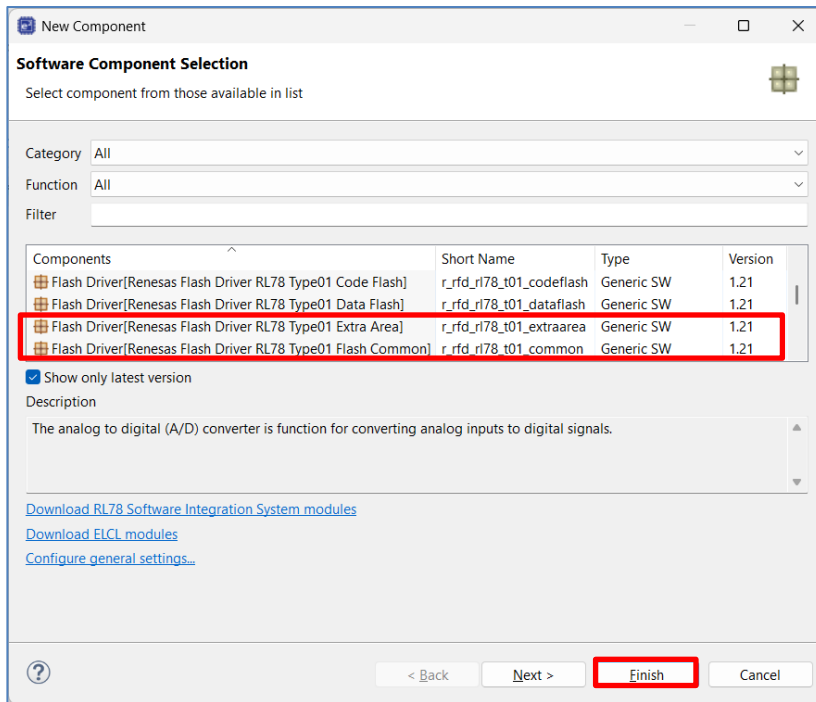 New Component
Software Component Selection
Select component from those available in list
Category All
Function All
Filter
Components Short Name Type Version
Flash Driver[Renesas Flash Driver RL78 Type01 Code Flash] r_rfd_rl78_t01_codeflash Generic SW 1.21
Flash Driver[Renesas Flash Driver RL78 Type01 Data Flash] r_rfd_rl78_t01_dataflash Generic SW 1.21
Flash Driver[Renesas Flash Driver RL78 Type01 Extra Area] r_rfd_rl78_t01_extraarea Generic SW 1.21
Flash Driver[Renesas Flash Driver RL78 Type01 Flash Common] r_rfd_rl78_t01_common Generic SW 1.21
Show only latest version
Description
The analog to digital (A/D) converter is function for converting analog inputs to digital signals.
Download RL78 Software Integration System modules
Download ELCL modules
Configure general settings...
? < Back Next > Finish Cancel